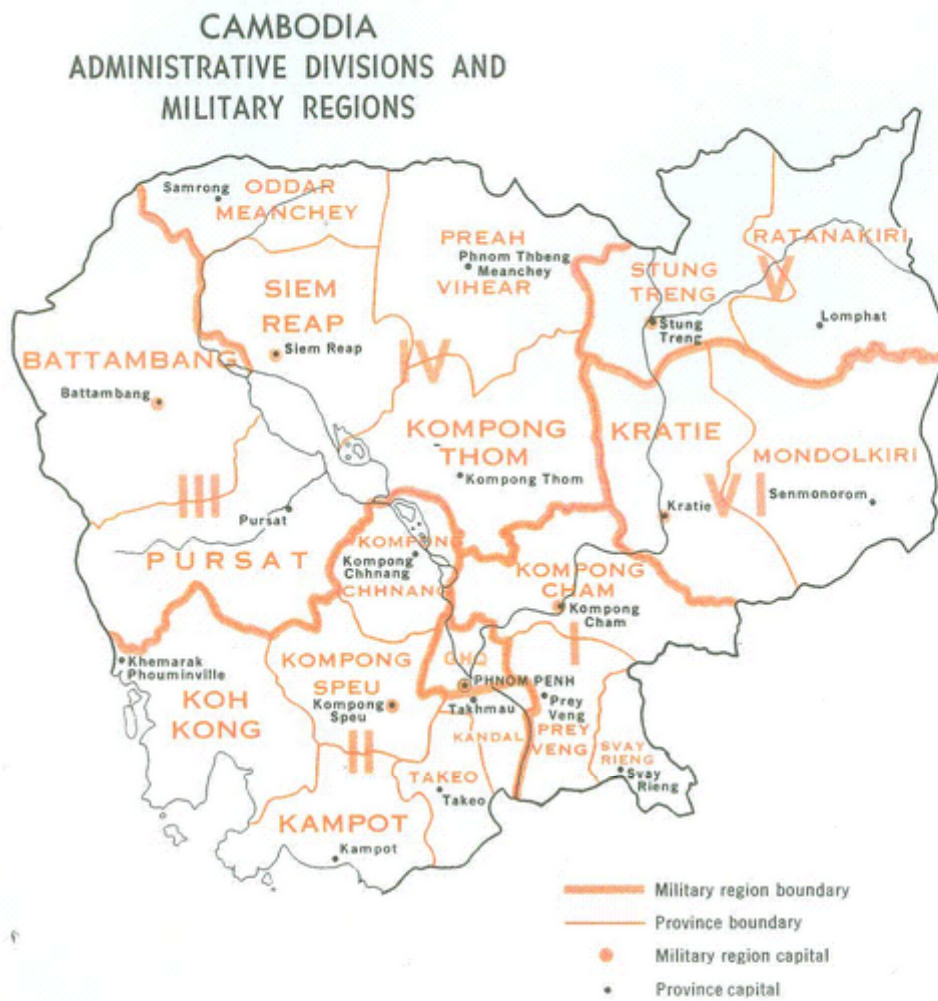 CAMBODIA
ADMINISTRATIVE DIVISIONS AND
MILITARY REGIONS
Samrong
ODDAR
MEANCHEY
PREAH
Phnom Thbeng
Meanchey
VIHEAR
RATANAKIRI
V
STUNG
TRENG
Stung
Treng
Lomphat
SIEM
REAP
Siem Reap
IV
BATTAMBANG
Battambang
KOMPONG
THOM
Kompong Thom
KRATIE
Kratie
MONDOLKIRI
VI
Senmonorom
III
Pursat
PURSAT
KOMPONG
Kompong
Chhnang
CHHNANG
KOMPONG
CHAM
Kompong
Cham
I
Khemarak
Phouminville
KOH
KONG
KOMPONG
SPEU
Kompong
Speu
II
GHQ
PHNOM PENH
Takhmau
KANDAL
Prey
Veng
PREY
VENG
SVAY
RIENG
Svay
Rieng
TAKEO
Takeo
KAMPOT
Kampot
Military region boundary
Province boundary
Military region capital
Province capital